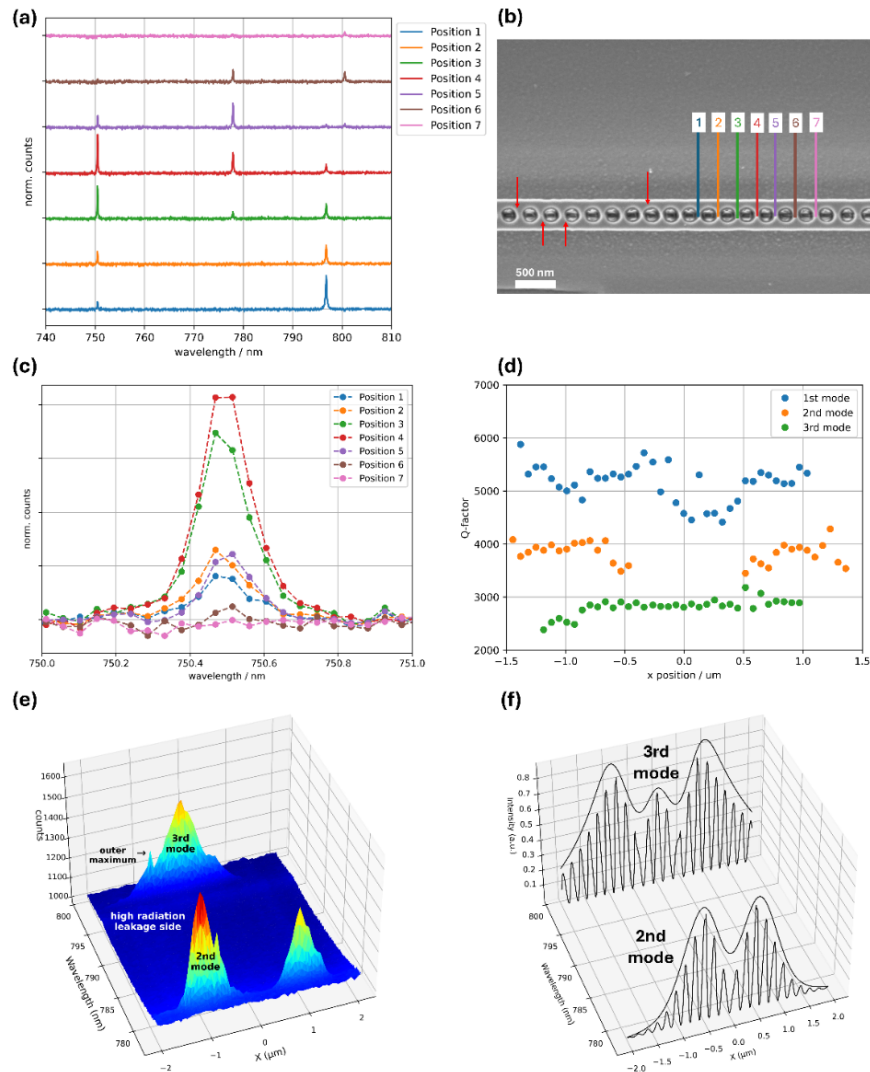 (a)
norm. counts
740 750 760 770 780 790 800 810
wavelength / nm
Position 1
Position 2
Position 3
Position 4
Position 5
Position 6
Position 7
(b)
1 2 3 4 5 6 7
500 nm
(c)
norm. counts
750.0 750.2 750.4 750.6 750.8 751.0
wavelength / nm
Position 1
Position 2
Position 3
Position 4
Position 5
Position 6
Position 7
(d)
7000
6000
5000
4000
3000
2000
Q-factor
−1.5 −1.0 −0.5 0.0 0.5 1.0 1.5
x position / um
1st mode
2nd mode
3rd mode
(e)
1600
1500
1400
1300
1200
1100
1000
counts
outer →
maximum
3rd
mode
high radiation
leakage side
2nd
mode
800
795
790
785
780
Wavelength (nm)
−2 −1 0 1 2
X (μm)
(f)
0.8
0.7
0.6
0.5
0.4
0.3
0.2
0.1
Intensity (a.u.)
3rd
mode
2nd
mode
800
795
790
785
780
Wavelength (nm)
−2.0 −1.5 −1.0 −0.5 0.0 0.5 1.0 1.5 2.0
X (μm)